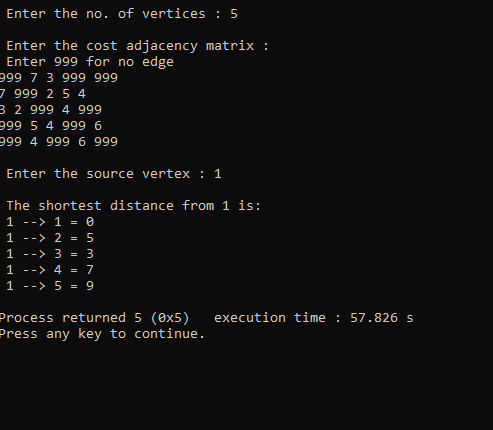 Enter the no. of vertices : 5
Enter the cost adjacency matrix :
Enter 999 for no edge
999 7 3 999 999
7 999 2 5 4
3 2 999 4 999
999 5 4 999 6
999 4 999 6 999
Enter the source vertex : 1
The shortest distance from 1 is:
1 --> 1 = 0
1 --> 2 = 5
1 --> 3 = 3
1 --> 4 = 7
1 --> 5 = 9
Process returned 5 (0x5)   execution time : 57.826 s
Press any key to continue.